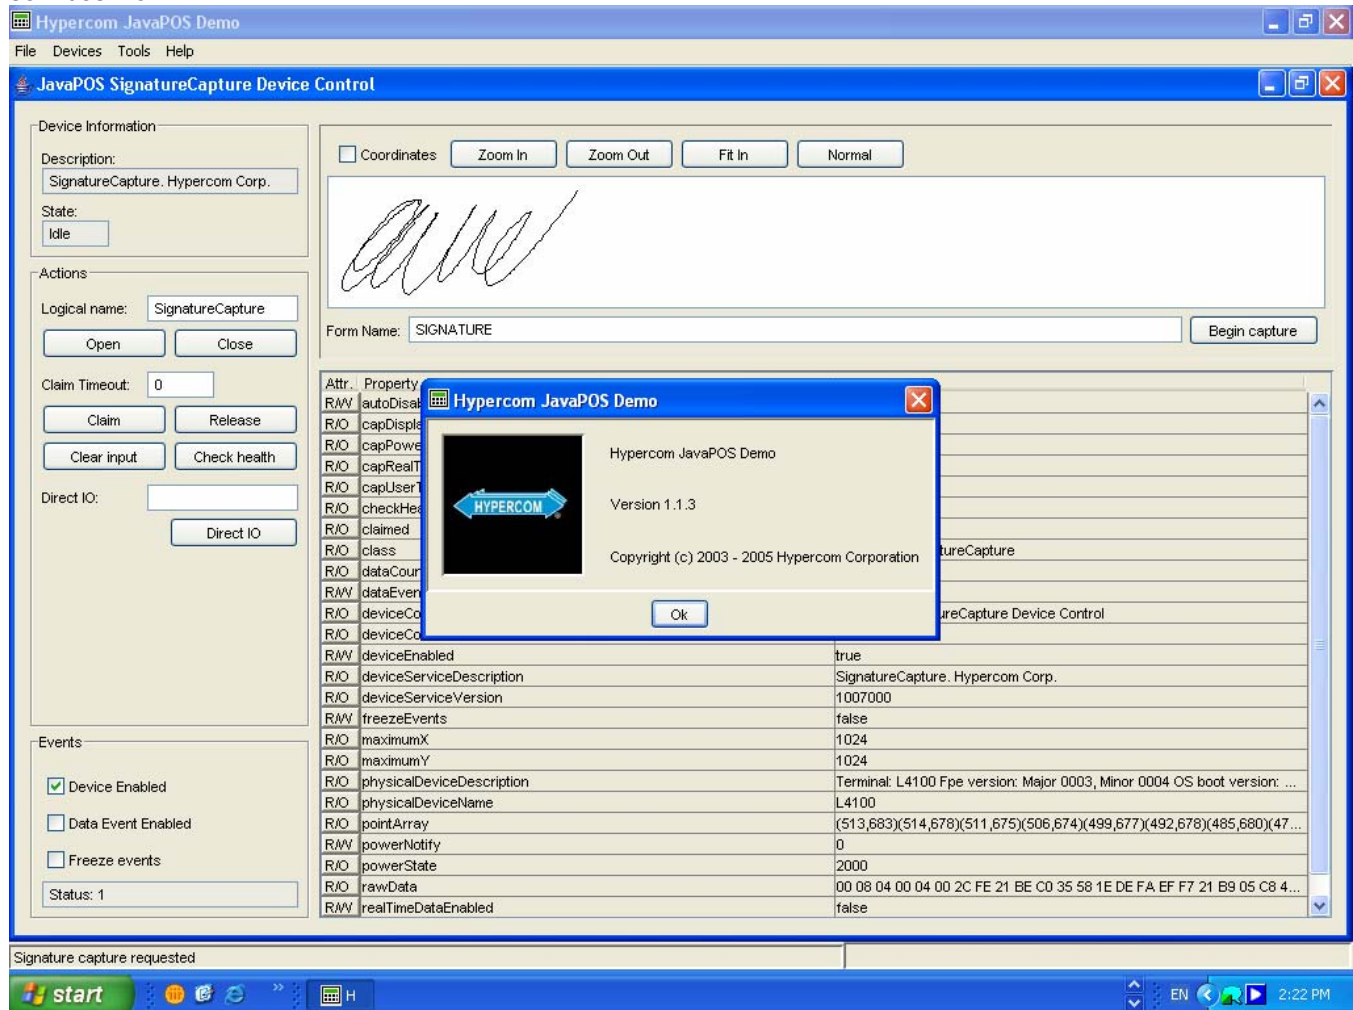 Hypercom JavaPOS Demo
File Devices Tools Help
JavaPOS SignatureCapture Device Control
Device Information
Description:
SignatureCapture. Hypercom Corp.
State:
Idle
Actions
Logical name: SignatureCapture
Open Close
Claim Timeout: 0
Claim Release
Clear input Check health
Direct IO:
Direct IO
Events
Device Enabled
Data Event Enabled
Freeze events
Status: 1
Coordinates Zoom In Zoom Out Fit In Normal
Form Name: SIGNATURE Begin capture
Attr. Property
R/W autoDisab
R/O capDispla
R/O capPowe
R/O capRealT
R/O capUserT
R/O checkHea
R/O claimed
R/O class tureCapture
R/O dataCour
R/W dataEven
R/O deviceCo ureCapture Device Control
R/O deviceCo
R/W deviceEnabled true
R/O deviceServiceDescription SignatureCapture. Hypercom Corp.
R/O deviceServiceVersion 1007000
R/W freezeEvents false
R/O maximumX 1024
R/O maximumY 1024
R/O physicalDeviceDescription Terminal: L4100 Fpe version: Major 0003, Minor 0004 OS boot version: ...
R/O physicalDeviceName L4100
R/O pointArray (513,683)(514,678)(511,675)(506,674)(499,677)(492,678)(485,680)(47...
R/W powerNotify 0
R/O powerState 2000
R/O rawData 00 08 04 00 04 00 2C FE 21 BE C0 35 58 1E DE FA EF F7 21 B9 05 C8 4...
R/W realTimeDataEnabled false
Hypercom JavaPOS Demo
HYPERCOM
Hypercom JavaPOS Demo
Version 1.1.3
Copyright (c) 2003 - 2005 Hypercom Corporation
Ok
Signature capture requested
start H EN 2:22 PM